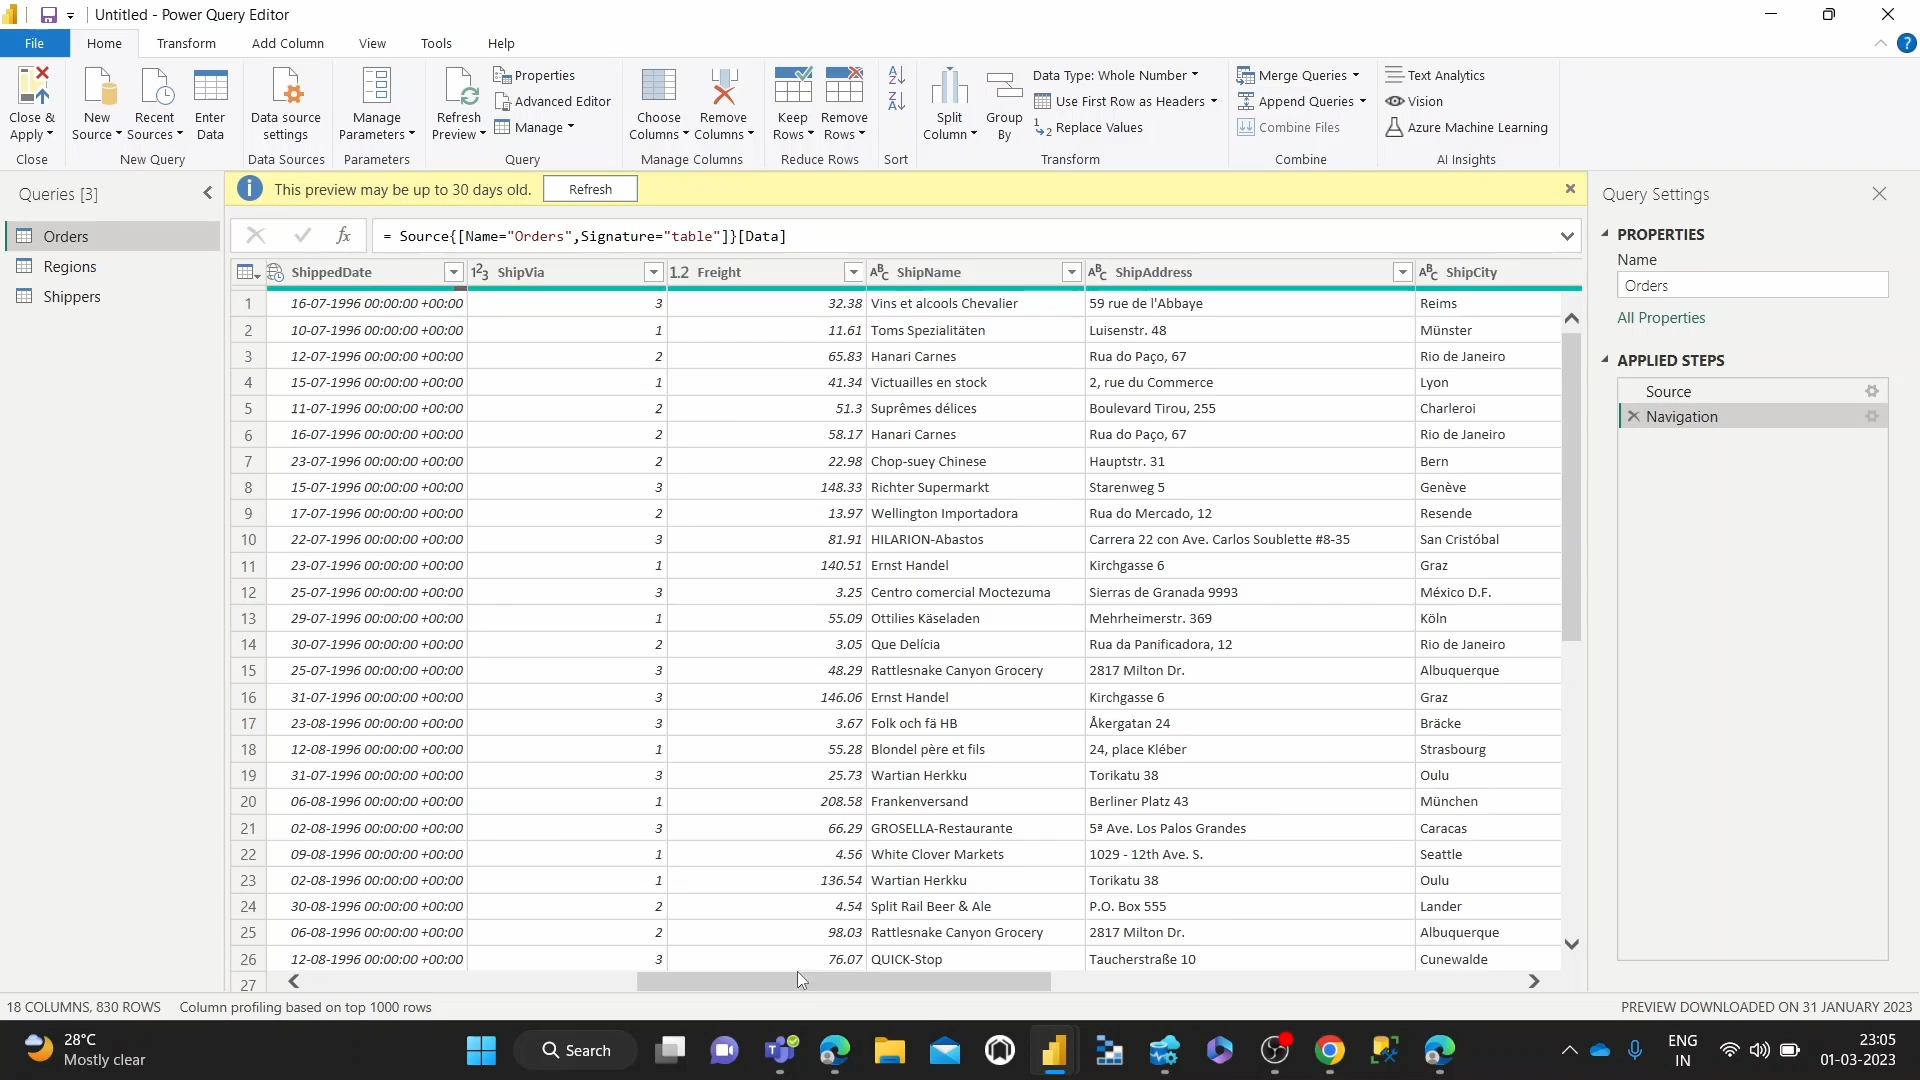 Untitled - Power Query Editor
File Home Transform Add Column View Tools Help
Close & Apply
New Source
Recent Sources
Enter Data
Data source settings
Manage Parameters
Refresh Preview
Properties
Advanced Editor
Manage
Choose Columns
Remove Columns
Keep Rows
Remove Rows
Split Column
Group By
Data Type: Whole Number
Use First Row as Headers
Replace Values
Merge Queries
Append Queries
Combine Files
Text Analytics
Vision
Azure Machine Learning
Close New Query Data Sources Parameters Query Manage Columns Reduce Rows Sort Transform Combine AI Insights
Queries [3]
Orders
Regions
Shippers
This preview may be up to 30 days old. Refresh
fx = Source{[Name="Orders",Signature="table"]}[Data]
ShippedDate 123 ShipVia 1.2 Freight ABC ShipName ABC ShipAddress ABC ShipCity
1 16-07-1996 00:00:00 +00:00 3 32.38 Vins et alcools Chevalier 59 rue de l'Abbaye Reims
2 10-07-1996 00:00:00 +00:00 1 11.61 Toms Spezialitäten Luisenstr. 48 Münster
3 12-07-1996 00:00:00 +00:00 2 65.83 Hanari Carnes Rua do Paço, 67 Rio de Janeiro
4 15-07-1996 00:00:00 +00:00 1 41.34 Victuailles en stock 2, rue du Commerce Lyon
5 11-07-1996 00:00:00 +00:00 2 51.3 Suprêmes délices Boulevard Tirou, 255 Charleroi
6 16-07-1996 00:00:00 +00:00 2 58.17 Hanari Carnes Rua do Paço, 67 Rio de Janeiro
7 23-07-1996 00:00:00 +00:00 2 22.98 Chop-suey Chinese Hauptstr. 31 Bern
8 15-07-1996 00:00:00 +00:00 3 148.33 Richter Supermarkt Starenweg 5 Genève
9 17-07-1996 00:00:00 +00:00 2 13.97 Wellington Importadora Rua do Mercado, 12 Resende
10 22-07-1996 00:00:00 +00:00 3 81.91 HILARION-Abastos Carrera 22 con Ave. Carlos Soublette #8-35 San Cristóbal
11 23-07-1996 00:00:00 +00:00 1 140.51 Ernst Handel Kirchgasse 6 Graz
12 25-07-1996 00:00:00 +00:00 3 3.25 Centro comercial Moctezuma Sierras de Granada 9993 México D.F.
13 29-07-1996 00:00:00 +00:00 1 55.09 Ottilies Käseladen Mehrheimerstr. 369 Köln
14 30-07-1996 00:00:00 +00:00 2 3.05 Que Delícia Rua da Panificadora, 12 Rio de Janeiro
15 25-07-1996 00:00:00 +00:00 3 48.29 Rattlesnake Canyon Grocery 2817 Milton Dr. Albuquerque
16 31-07-1996 00:00:00 +00:00 3 146.06 Ernst Handel Kirchgasse 6 Graz
17 23-08-1996 00:00:00 +00:00 3 3.67 Folk och fä HB Åkergatan 24 Bräcke
18 12-08-1996 00:00:00 +00:00 1 55.28 Blondel père et fils 24, place Kléber Strasbourg
19 31-07-1996 00:00:00 +00:00 3 25.73 Wartian Herkku Torikatu 38 Oulu
20 06-08-1996 00:00:00 +00:00 1 208.58 Frankenversand Berliner Platz 43 München
21 02-08-1996 00:00:00 +00:00 3 66.29 GROSELLA-Restaurante 5ª Ave. Los Palos Grandes Caracas
22 09-08-1996 00:00:00 +00:00 1 4.56 White Clover Markets 1029 - 12th Ave. S. Seattle
23 02-08-1996 00:00:00 +00:00 1 136.54 Wartian Herkku Torikatu 38 Oulu
24 30-08-1996 00:00:00 +00:00 2 4.54 Split Rail Beer & Ale P.O. Box 555 Lander
25 06-08-1996 00:00:00 +00:00 2 98.03 Rattlesnake Canyon Grocery 2817 Milton Dr. Albuquerque
26 12-08-1996 00:00:00 +00:00 3 76.07 QUICK-Stop Taucherstraße 10 Cunewalde
27
Query Settings
PROPERTIES
Name
Orders
All Properties
APPLIED STEPS
Source
Navigation
18 COLUMNS, 830 ROWS Column profiling based on top 1000 rows PREVIEW DOWNLOADED ON 31 JANUARY 2023
28°C
Mostly clear
Search
ENG
IN
23:05
01-03-2023